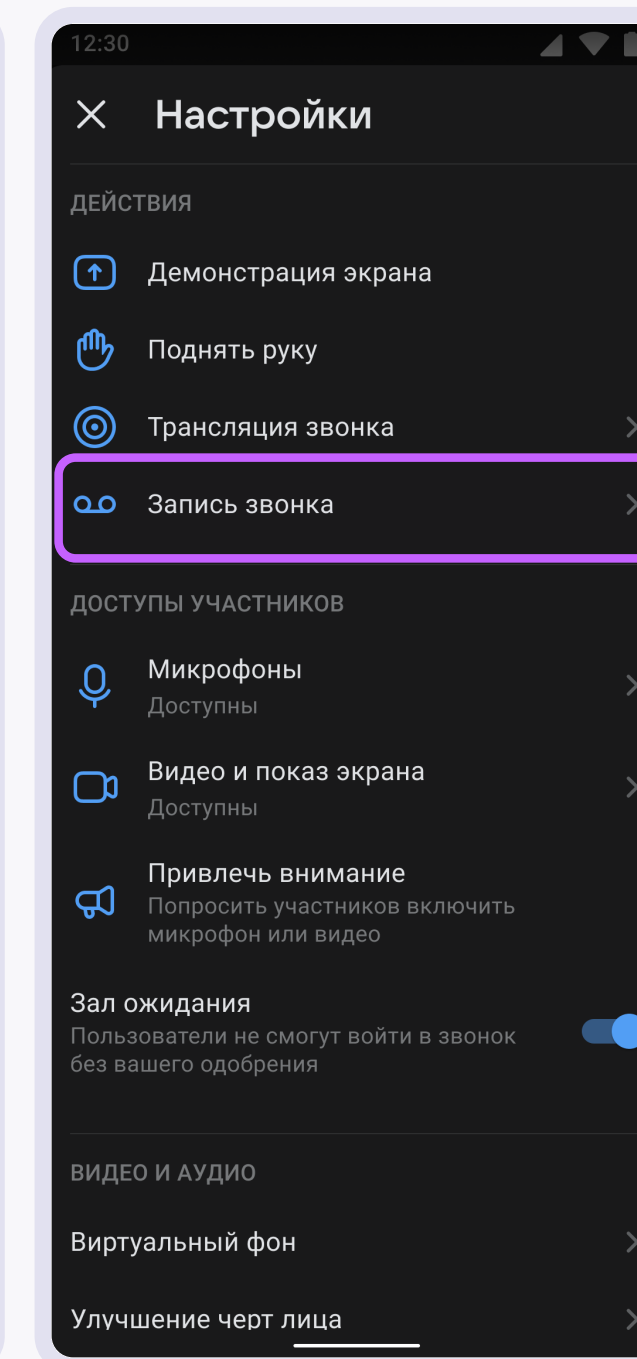 12:30
Настройки
ДЕЙСТВИЯ
Демонстрация экрана
Поднять руку
Трансляция звонка
Запись звонка
ДОСТУПЫ УЧАСТНИКОВ
Микрофоны
Доступны
Видео и показ экрана
Доступны
Привлечь внимание
Попросить участников включить
микрофон или видео
Зал ожидания
Пользователи не смогут войти в звонок
без вашего одобрения
ВИДЕО И АУДИО
Виртуальный фон
Улучшение черт лица